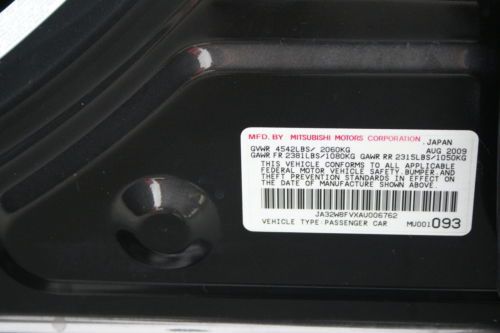 MFD. BY MITSUBISHI MOTORS CORPORATION, JAPAN
GVWR 4542LBS/ 2060KG AUG 2009
GAWR FR 2381LBS/1080KG GAWR RR 2315LBS/1050KG
THIS VEHICLE CONFORMS TO ALL APPLICABLE
FEDERAL MOTOR VEHICLE SAFETY, BUMPER, AND
THEFT PREVENTION STANDARDS IN EFFECT ON
THE DATE OF MANUFACTURE SHOWN ABOVE.
JA32W8FVXAU006762
VEHICLE TYPE PASSENGER CAR MU001 093